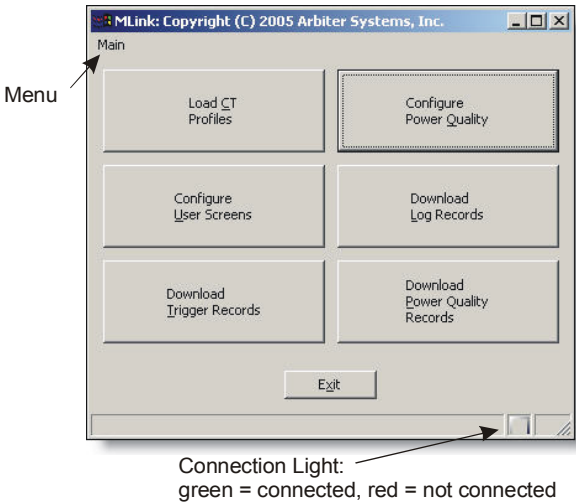 MLink: Copyright (C) 2005 Arbiter Systems, Inc.
Main
Menu
Load CT
Profiles
Configure
Power Quality
Configure
User Screens
Download
Log Records
Download
Trigger Records
Download
Power Quality
Records
Exit
Connection Light:
green = connected, red = not connected